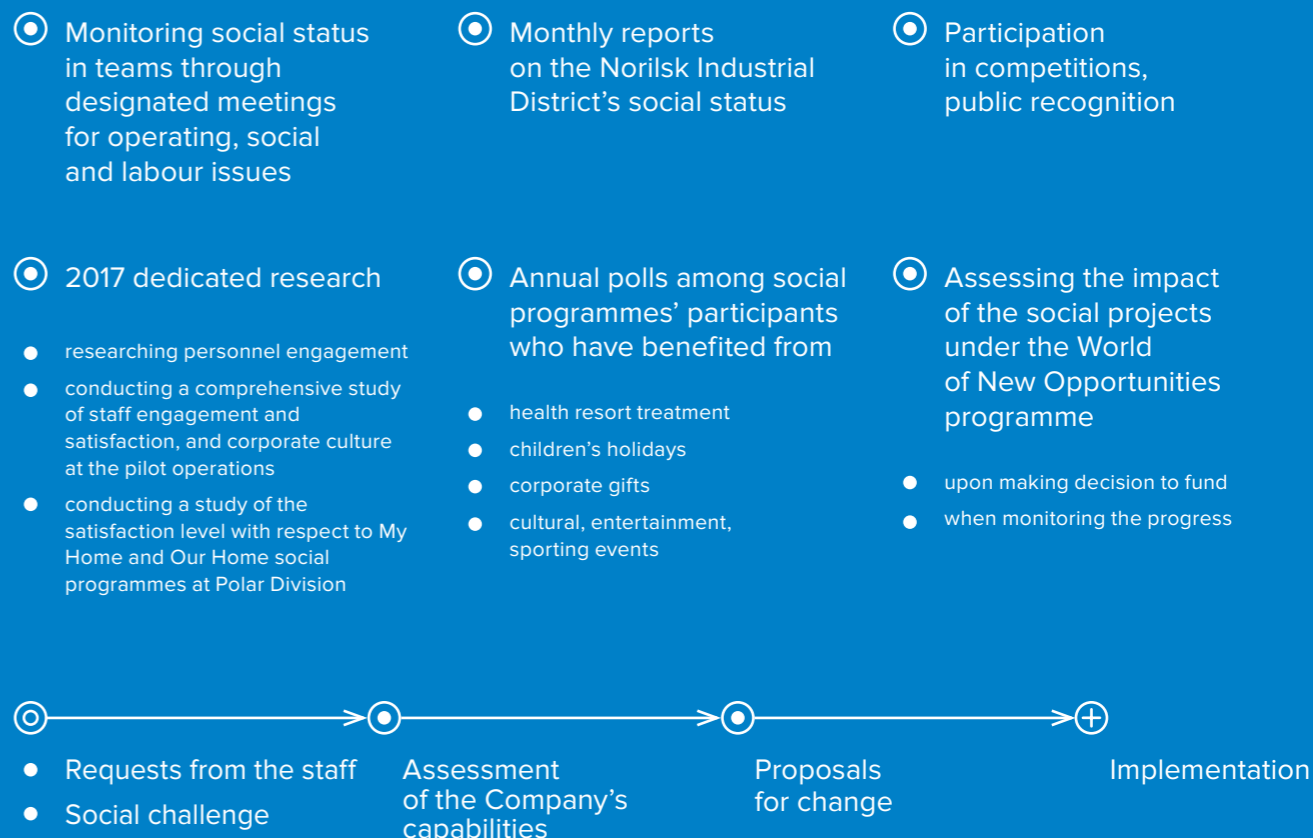 Monitoring social status
in teams through
designated meetings
for operating, social
and labour issues
Monthly reports
on the Norilsk Industrial
District’s social status
Participation
in competitions,
public recognition
2017 dedicated research
researching personnel engagement
conducting a comprehensive study
of staff engagement and
satisfaction, and corporate culture
at the pilot operations
conducting a study of the
satisfaction level with respect to My
Home and Our Home social
programmes at Polar Division
Annual polls among social
programmes’ participants
who have benefited from
health resort treatment
children’s holidays
corporate gifts
cultural, entertainment,
sporting events
Assessing the impact
of the social projects
under the World
of New Opportunities
programme
upon making decision to fund
when monitoring the progress
Requests from the staff
Social challenge
Assessment
of the Company’s
capabilities
Proposals
for change
Implementation